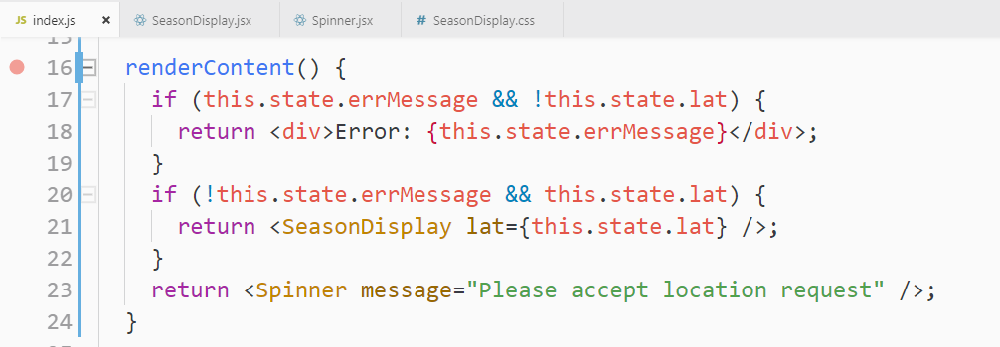 JS index.js × SeasonDisplay.jsx Spinner.jsx # SeasonDisplay.css
15
16 renderContent() {
17 if (this.state.errMessage && !this.state.lat) {
18 return <div>Error: {this.state.errMessage}</div>;
19 }
20 if (!this.state.errMessage && this.state.lat) {
21 return <SeasonDisplay lat={this.state.lat} />;
22 }
23 return <Spinner message="Please accept location request" />;
24 }